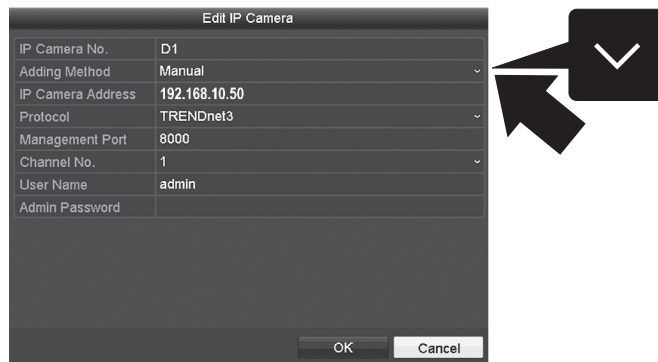 Edit IP Camera
IP Camera No. D1
Adding Method Manual
IP Camera Address 192.168.10.50
Protocol TRENDnet3
Management Port 8000
Channel No. 1
User Name admin
Admin Password
OK Cancel